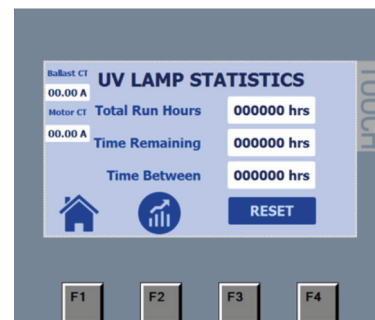 Ballast CT
UV LAMP STATISTICS
00.00 A
Motor CT
Total Run Hours
000000 hrs
00.00 A
Time Remaining
000000 hrs
Time Between
000000 hrs
RESET
TOUCH
F1
F2
F3
F4